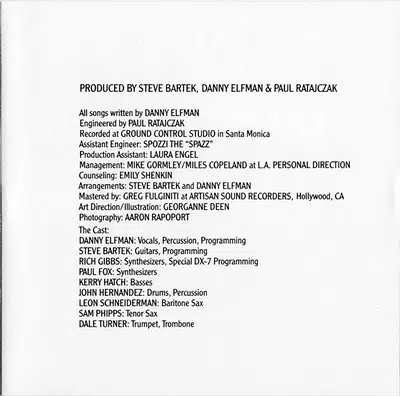 PRODUCED BY STEVE BARTEK, DANNY ELFMAN & PAUL RATAJCZAK
All songs written by DANNY ELFMAN
Engineered by PAUL RATAJCZAK
Recorded at GROUND CONTROL STUDIO in Santa Monica
Assistant Engineer: SPOZZI THE "SPAZZ"
Production Assistant: LAURA ENGEL
Management: MIKE GORMLEY/MILES COPELAND at L.A. PERSONAL DIRECTION
Counseling: EMILY SHENKIN
Arrangements: STEVE BARTEK and DANNY ELFMAN
Mastered by: GREG FULGINITI at ARTISAN SOUND RECORDERS, Hollywood, CA
Art Direction/Illustration: GEORGANNE DEEN
Photography: AARON RAPOPORT
The Cast:
DANNY ELFMAN: Vocals, Percussion, Programming
STEVE BARTEK: Guitars, Programming
RICH GIBBS: Synthesizers, Special DX-7 Programming
PAUL FOX: Synthesizers
KERRY HATCH: Basses
JOHN HERNANDEZ: Drums, Percussion
LEON SCHNEIDERMAN: Baritone Sax
SAM PHIPPS: Tenor Sax
DALE TURNER: Trumpet, Trombone